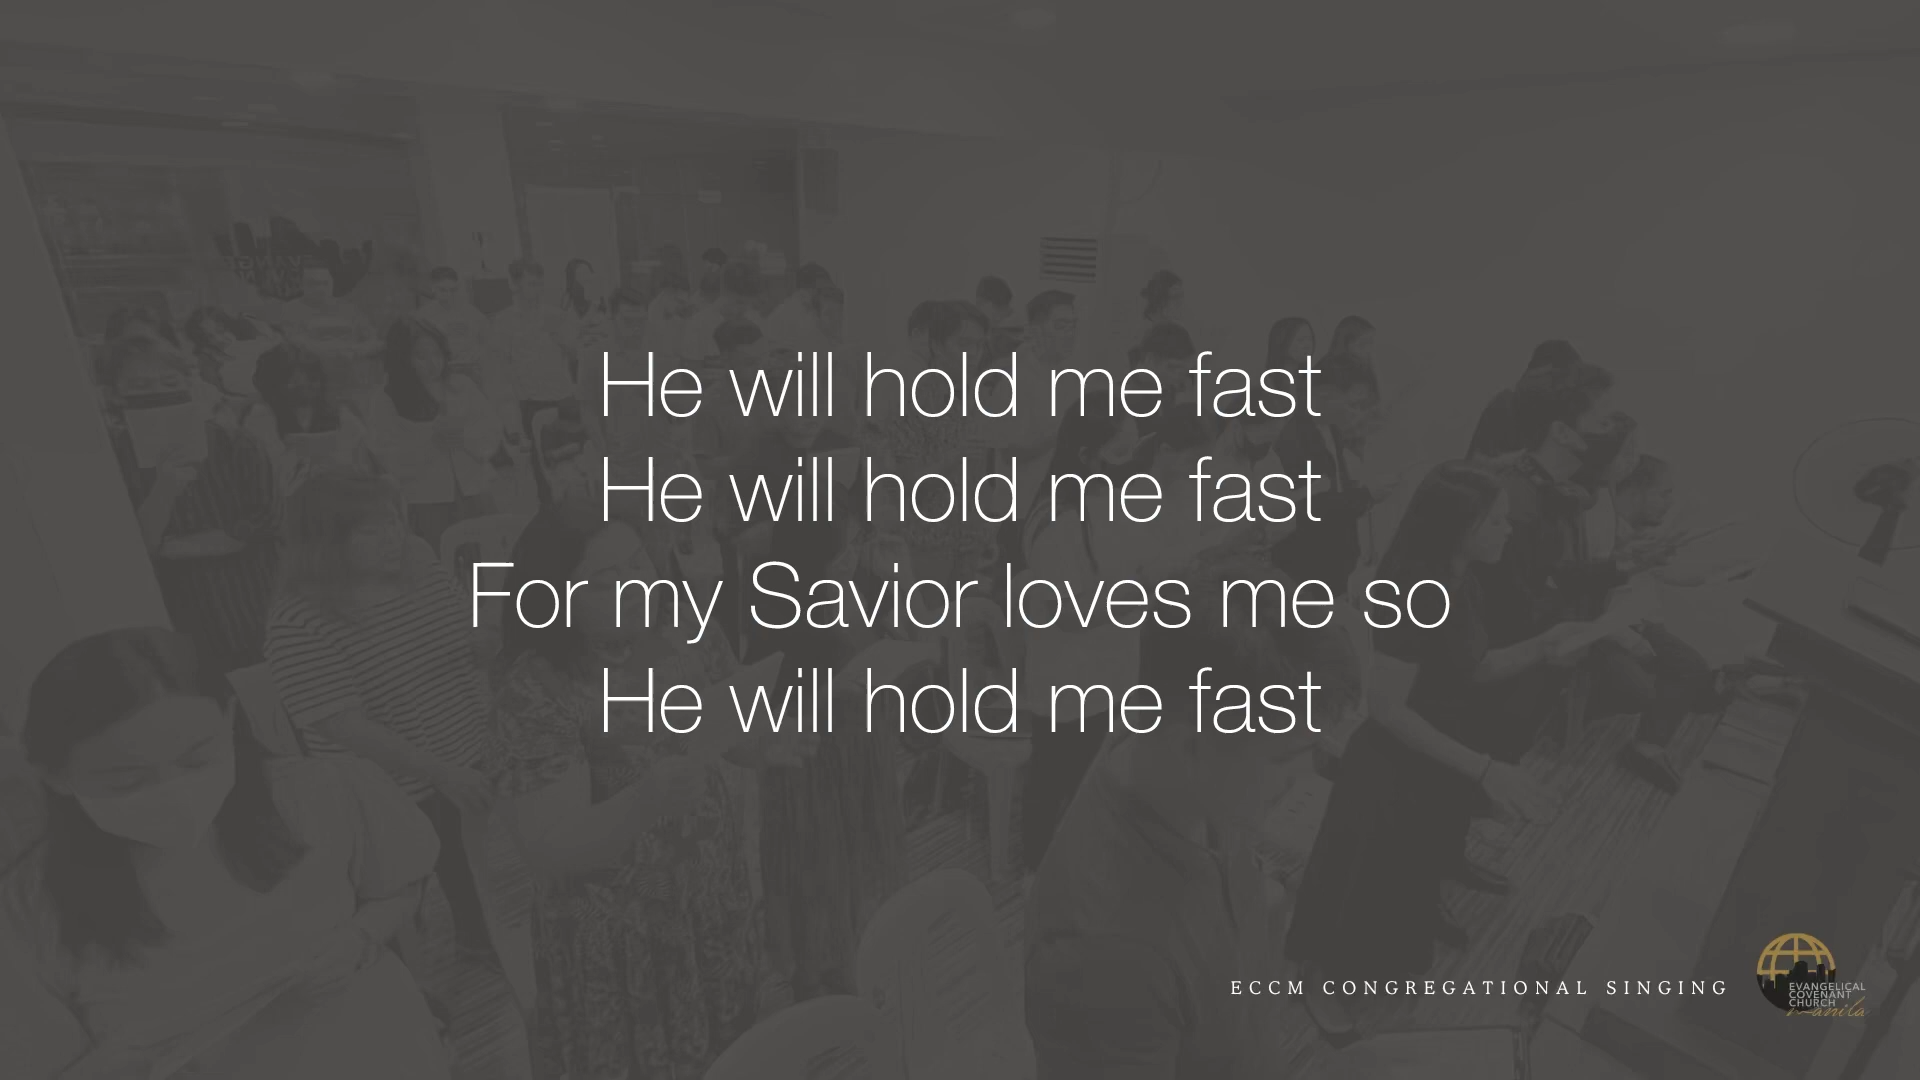 He will hold me fast
He will hold me fast
For my Savior loves me so
He will hold me fast
ECCM CONGREGATIONAL SINGING
EVANGELICAL
COVENANT
CHURCH
Manila